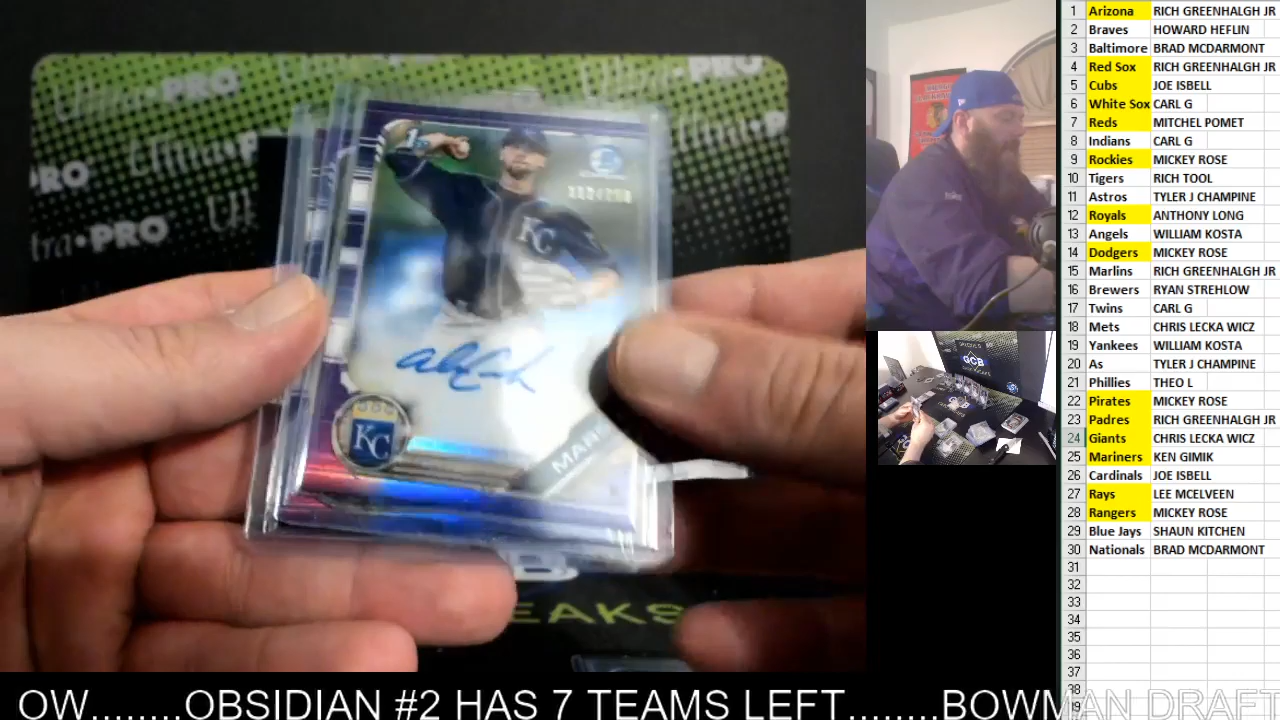 PRO
PRO
PRO
KC
KC
MAR
EAKS
GCB
1 Arizona RICH GREENHALGH JR
2 Braves HOWARD HEFLIN
3 Baltimore BRAD MCDARMONT
4 Red Sox RICH GREENHALGH JR
5 Cubs JOE ISBELL
6 White Sox CARL G
7 Reds MITCHEL POMET
8 Indians CARL G
9 Rockies MICKEY ROSE
10 Tigers RICH TOOL
11 Astros TYLER J CHAMPINE
12 Royals ANTHONY LONG
13 Angels WILLIAM KOSTA
14 Dodgers MICKEY ROSE
15 Marlins RICH GREENHALGH JR
16 Brewers RYAN STREHLOW
17 Twins CARL G
18 Mets CHRIS LECKA WICZ
19 Yankees WILLIAM KOSTA
20 As TYLER J CHAMPINE
21 Phillies THEO L
22 Pirates MICKEY ROSE
23 Padres RICH GREENHALGH JR
24 Giants CHRIS LECKA WICZ
25 Mariners KEN GIMIK
26 Cardinals JOE ISBELL
27 Rays LEE MCELVEEN
28 Rangers MICKEY ROSE
29 Blue Jays SHAUN KITCHEN
30 Nationals BRAD MCDARMONT
31
32
33
34
35
36
37
38
39
OW........OBSIDIAN #2 HAS 7 TEAMS LEFT........BOWMAN DRAFT